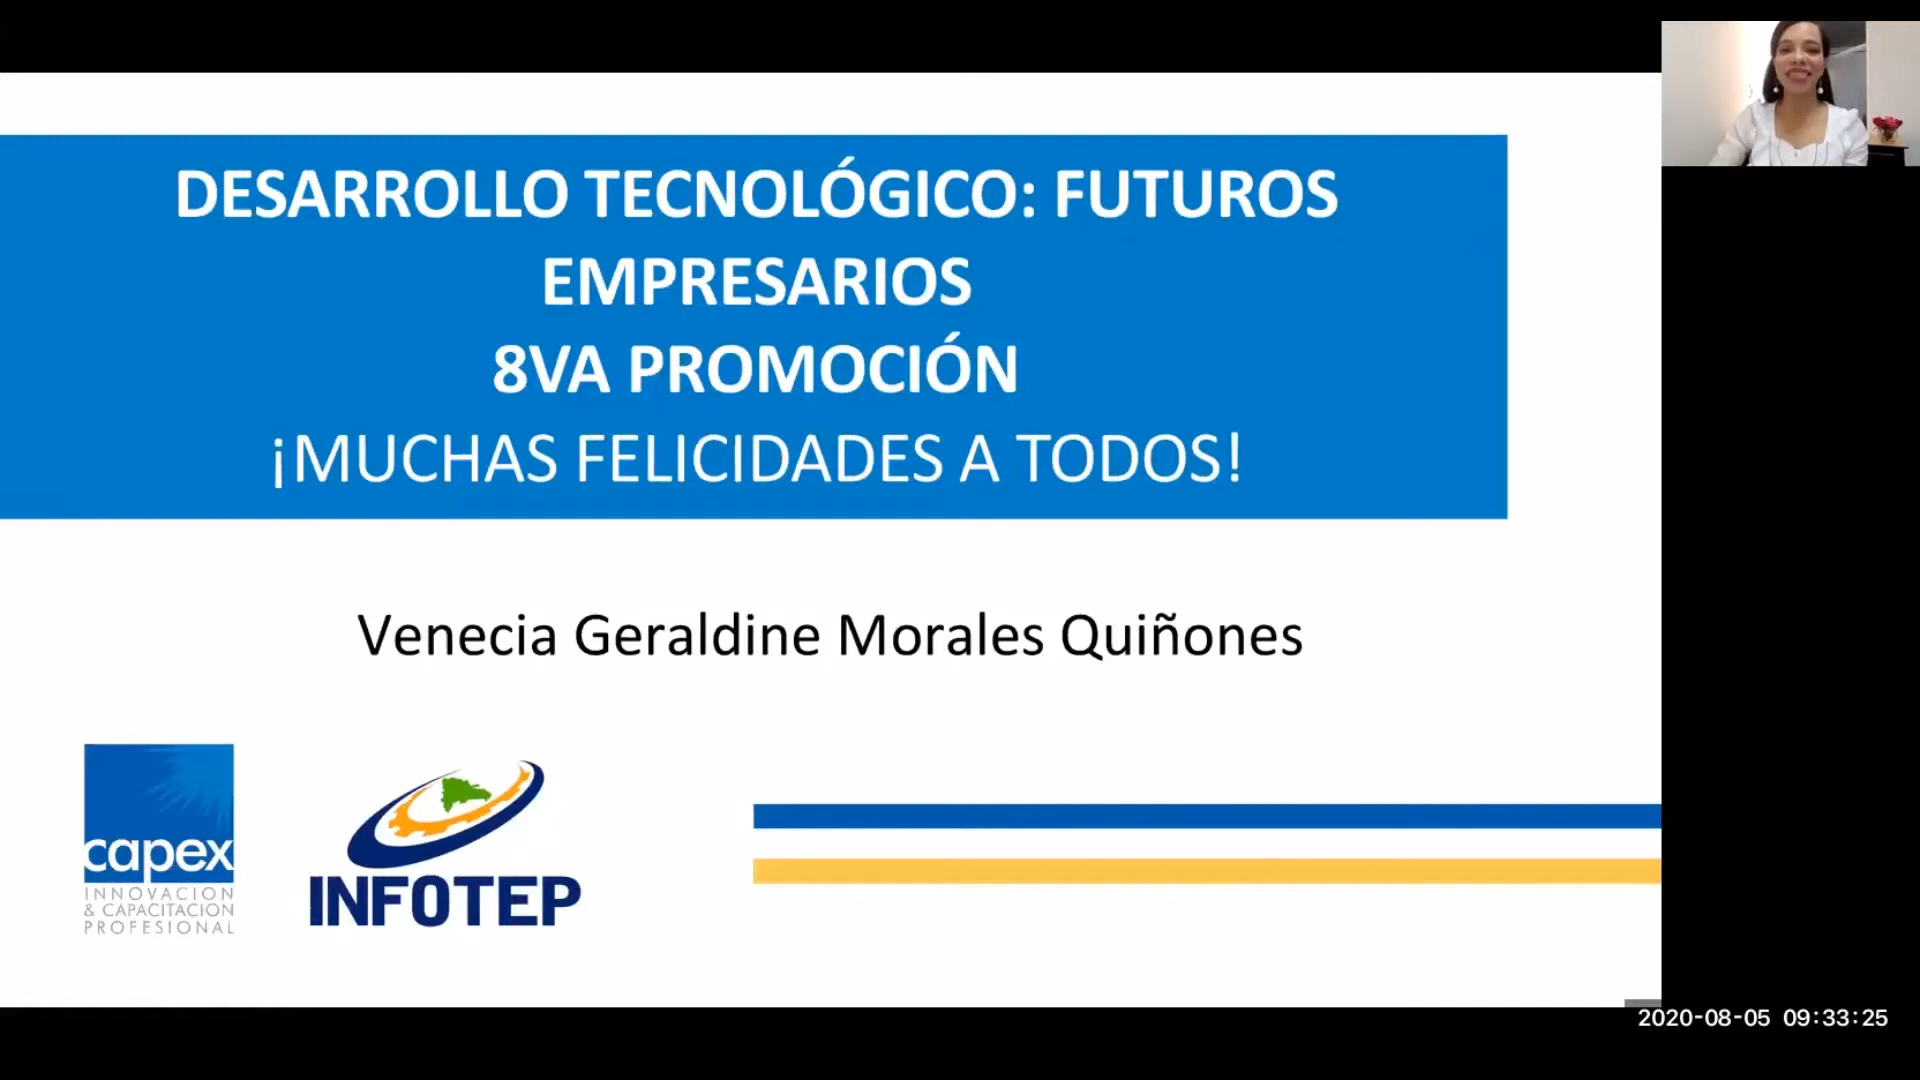 DESARROLLO TECNOLÓGICO: FUTUROS
EMPRESARIOS
8VA PROMOCIÓN
¡MUCHAS FELICIDADES A TODOS!
Venecia Geraldine Morales Quiñones
capex
INNOVACION
& CAPACITACION
PROFESIONAL
INFOTEP
2020-08-05 09:33:25